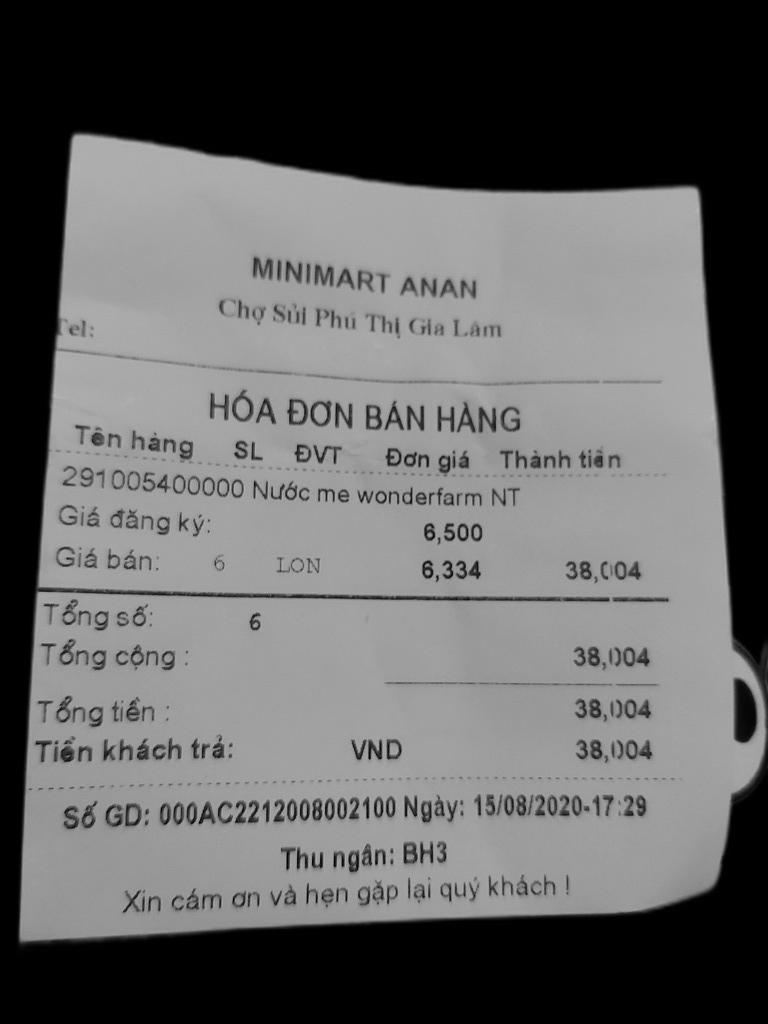 MINIMART ANAN
Chợ Sủi Phú Thị Gia Lâm
Tel:
HÓA ĐƠN BÁN HÀNG
Tên hàng SL ĐVT Đơn giá Thành tiền
291005400000 Nước me wonderfarm NT
Giá đăng ký: 6,500
Giá bán: 6 LON 6,334 38,004
Tổng số: 6
Tổng cộng : 38,004
Tổng tiền : 38,004
Tiền khách trả: VND 38,004
Số GD: 000AC2212008002100 Ngày: 15/08/2020-17:29
Thu ngân: BH3
Xin cám ơn và hẹn gặp lại quý khách !